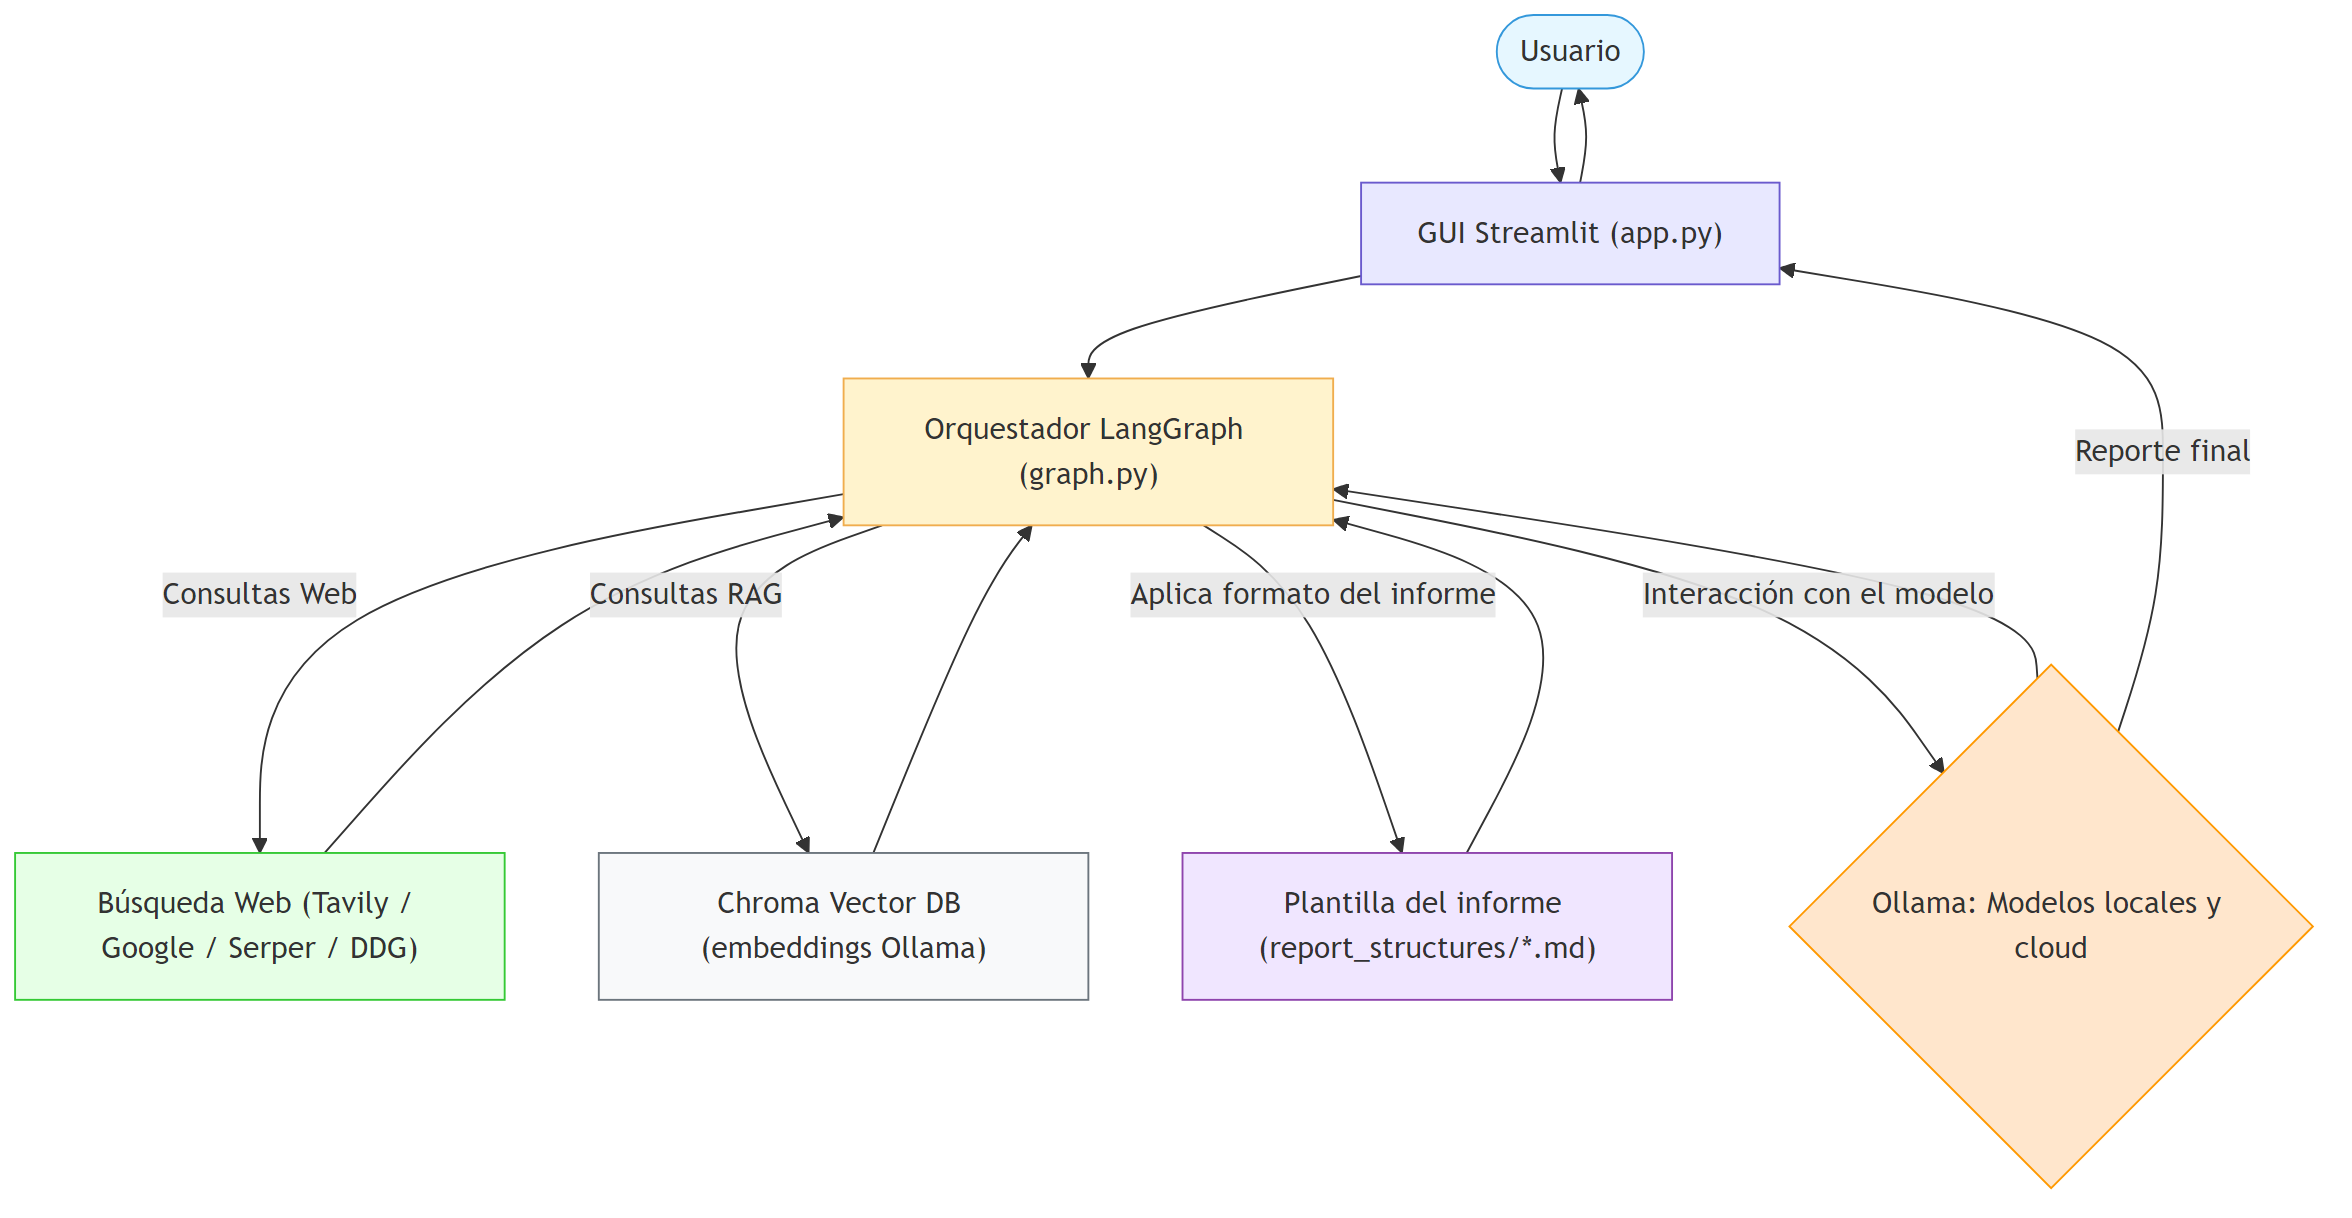 Usuario
GUI Streamlit (app.py)
Orquestador LangGraph
(graph.py)
Reporte final
Consultas Web
Consultas RAG
Aplica formato del informe
Interacción con el modelo
Búsqueda Web (Tavily /
Google / Serper / DDG)
Chroma Vector DB
(embeddings Ollama)
Plantilla del informe
(report_structures/*.md)
Ollama: Modelos locales y
cloud